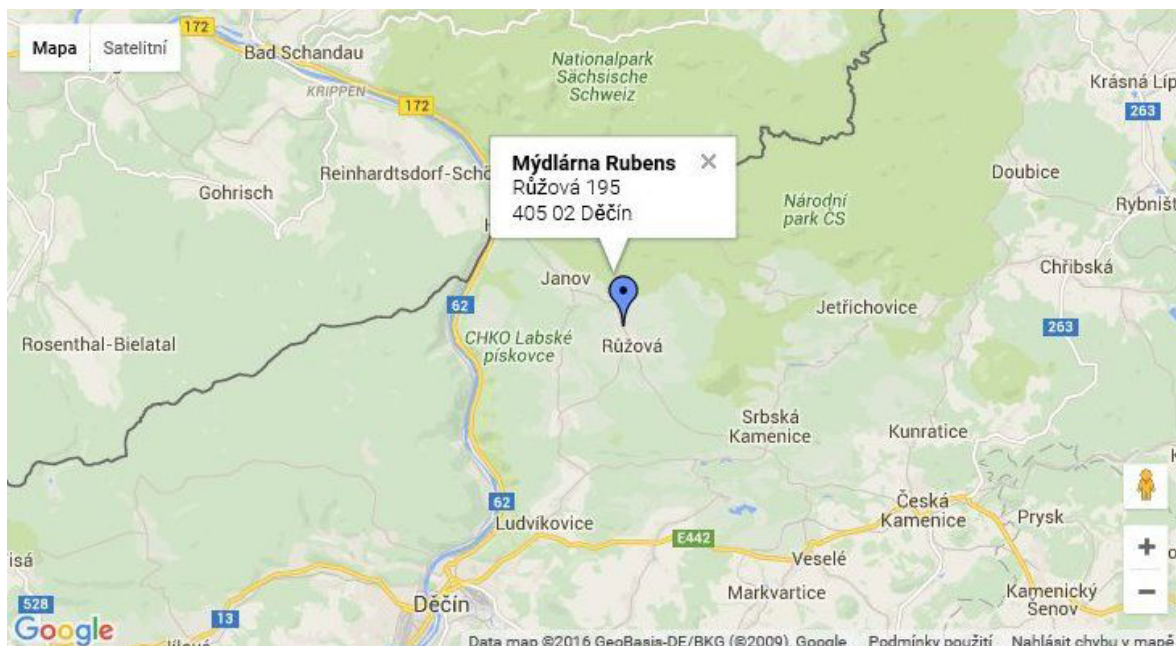 172
Mapa
Satelitní
Bad Schandau
KRIPPEN
172
Nationalpark
Sächsische
Schweiz
Krásná Líp
263
Mýdlárna Rubens
Růžová 195
405 02 Děčín
Reinhardtsdorf-Schö
Gohrisch
Doubice
Národní
park ČS
Rybništ
H
Janov
Chřibská
62
Jetřichovice
263
CHKO Labské
pískovce
Růžová
Rosenthal-Bielatal
Srbská
Kamenice
Kunratice
62
Ludvíkovice
Česká
Kamenice
Prysk
E442
Veselé
+
isá
Markvartice
Kamenický
Šenov
−
528
13
Děčín
Google
Jílové
Data map ©2016 GeoBasis-DE/BKG (©2009), Google
Podmínky použití
Nahlásit chybu v mapě